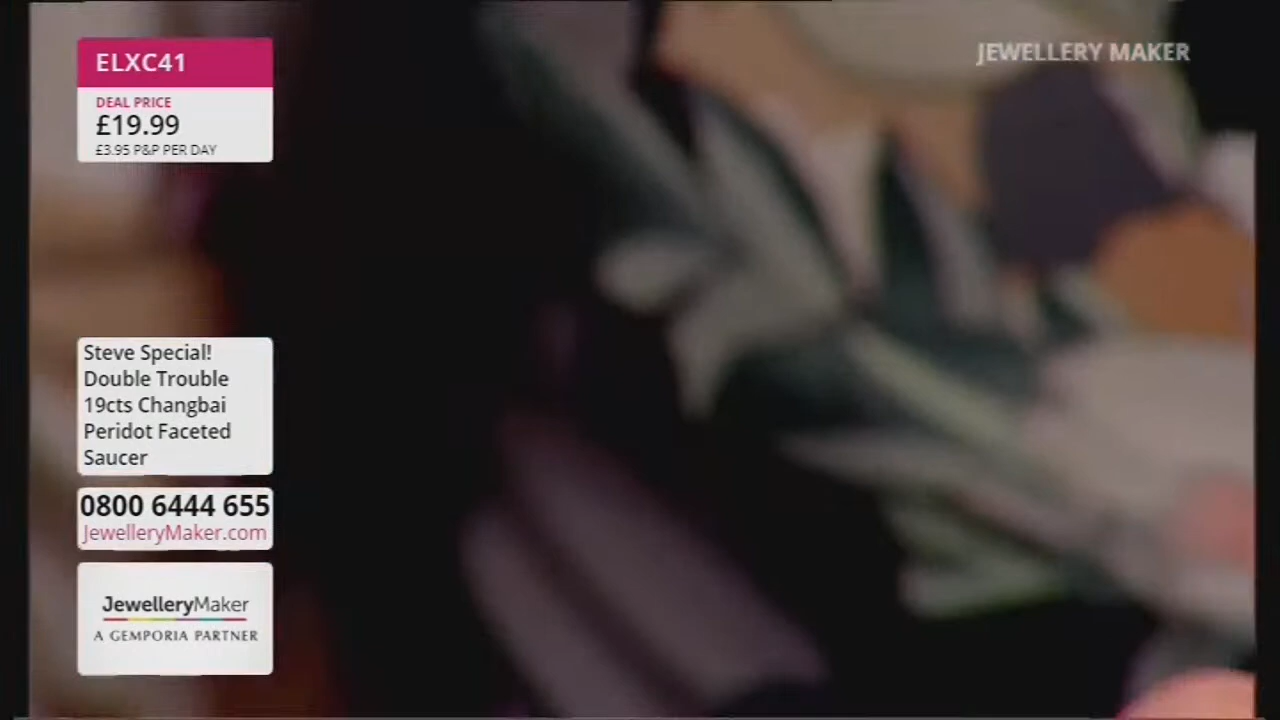 ELXC41
DEAL PRICE
£19.99
£3.95 P&P PER DAY
JEWELLERY MAKER
Steve Special!
Double Trouble
19cts Changbai
Peridot Faceted
Saucer
0800 6444 655
JewelleryMaker.com
JewelleryMaker
A GEMPORIA PARTNER